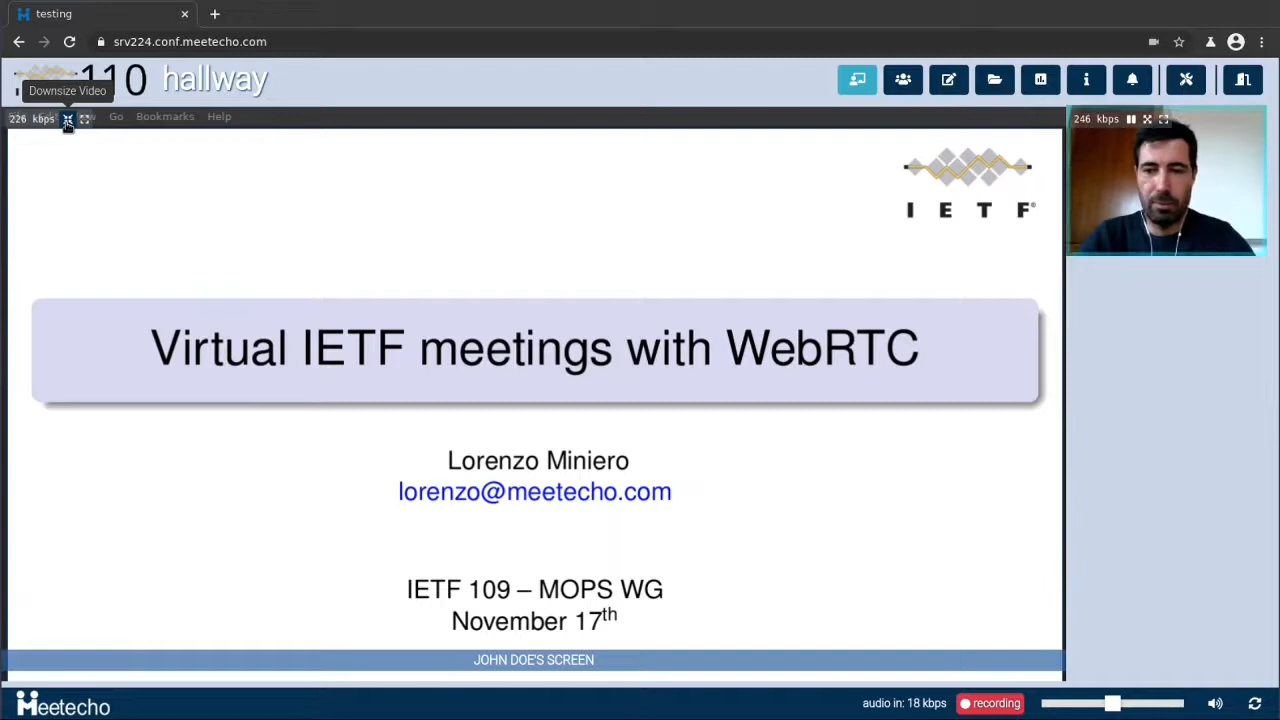 testing
srv224.conf.meetecho.com
110 hallway
Downsize Video
226 kbps
Go Bookmarks Help
246 kbps
I E T F®
Virtual IETF meetings with WebRTC
Lorenzo Miniero
lorenzo@meetecho.com
IETF 109 – MOPS WG
November 17th
JOHN DOE'S SCREEN
Meetecho
audio in: 18 kbps
recording